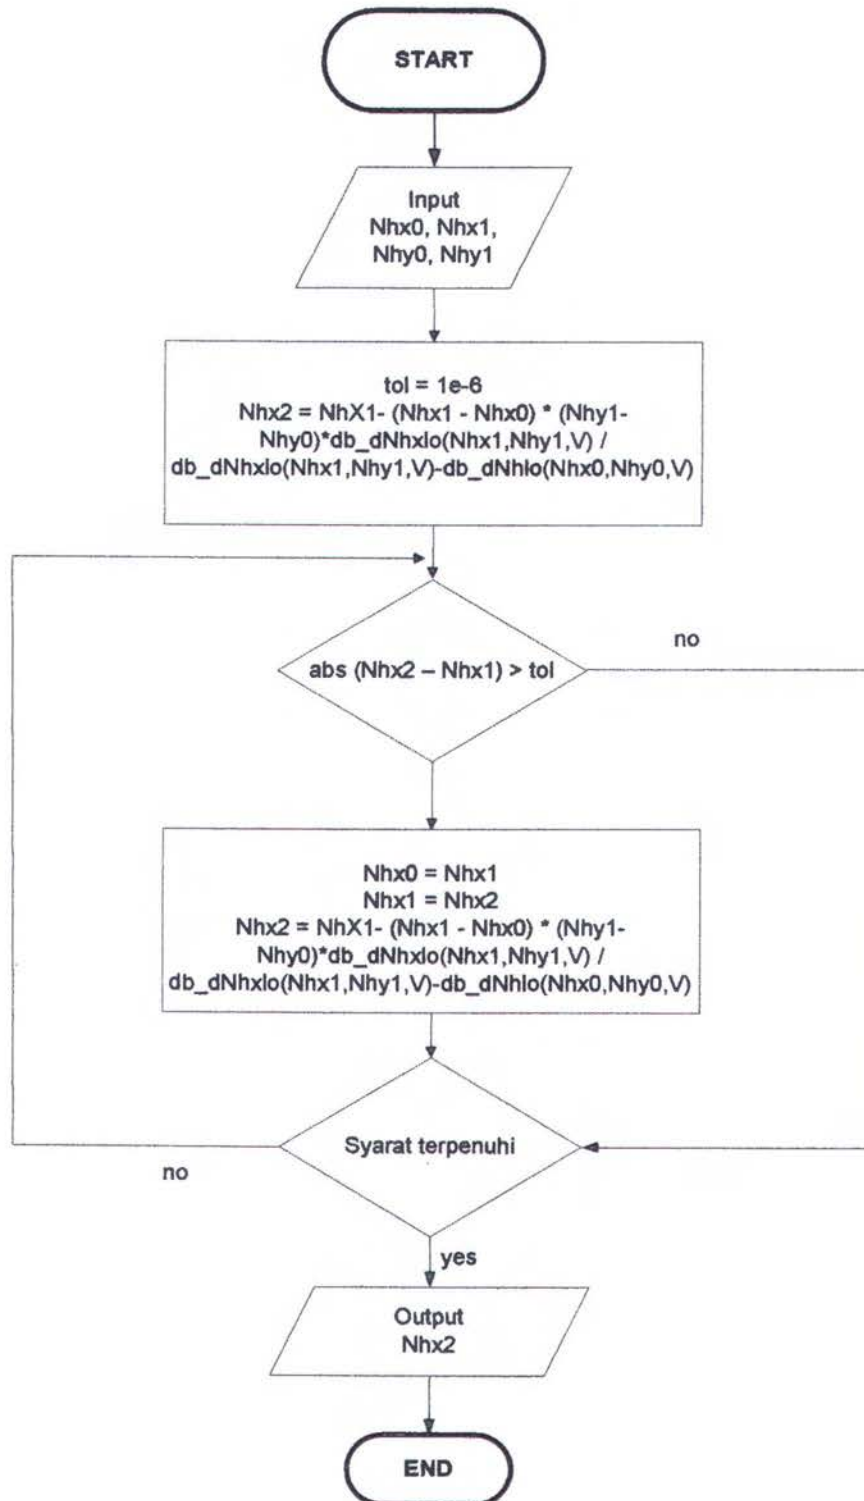 START
Input
Nhx0, Nhx1,
Nhy0, Nhy1
tol = 1e-6
Nhx2 = NhX1- (Nhx1 - Nhx0) * (Nhy1-
Nhy0)*db_dNhxlo(Nhx1,Nhy1,V) /
db_dNhxlo(Nhx1,Nhy1,V)-db_dNhlo(Nhx0,Nhy0,V)
no
abs (Nhx2 – Nhx1) > tol
Nhx0 = Nhx1
Nhx1 = Nhx2
Nhx2 = NhX1- (Nhx1 - Nhx0) * (Nhy1-
Nhy0)*db_dNhxlo(Nhx1,Nhy1,V) /
db_dNhxlo(Nhx1,Nhy1,V)-db_dNhlo(Nhx0,Nhy0,V)
Syarat terpenuhi
no
yes
Output
Nhx2
END